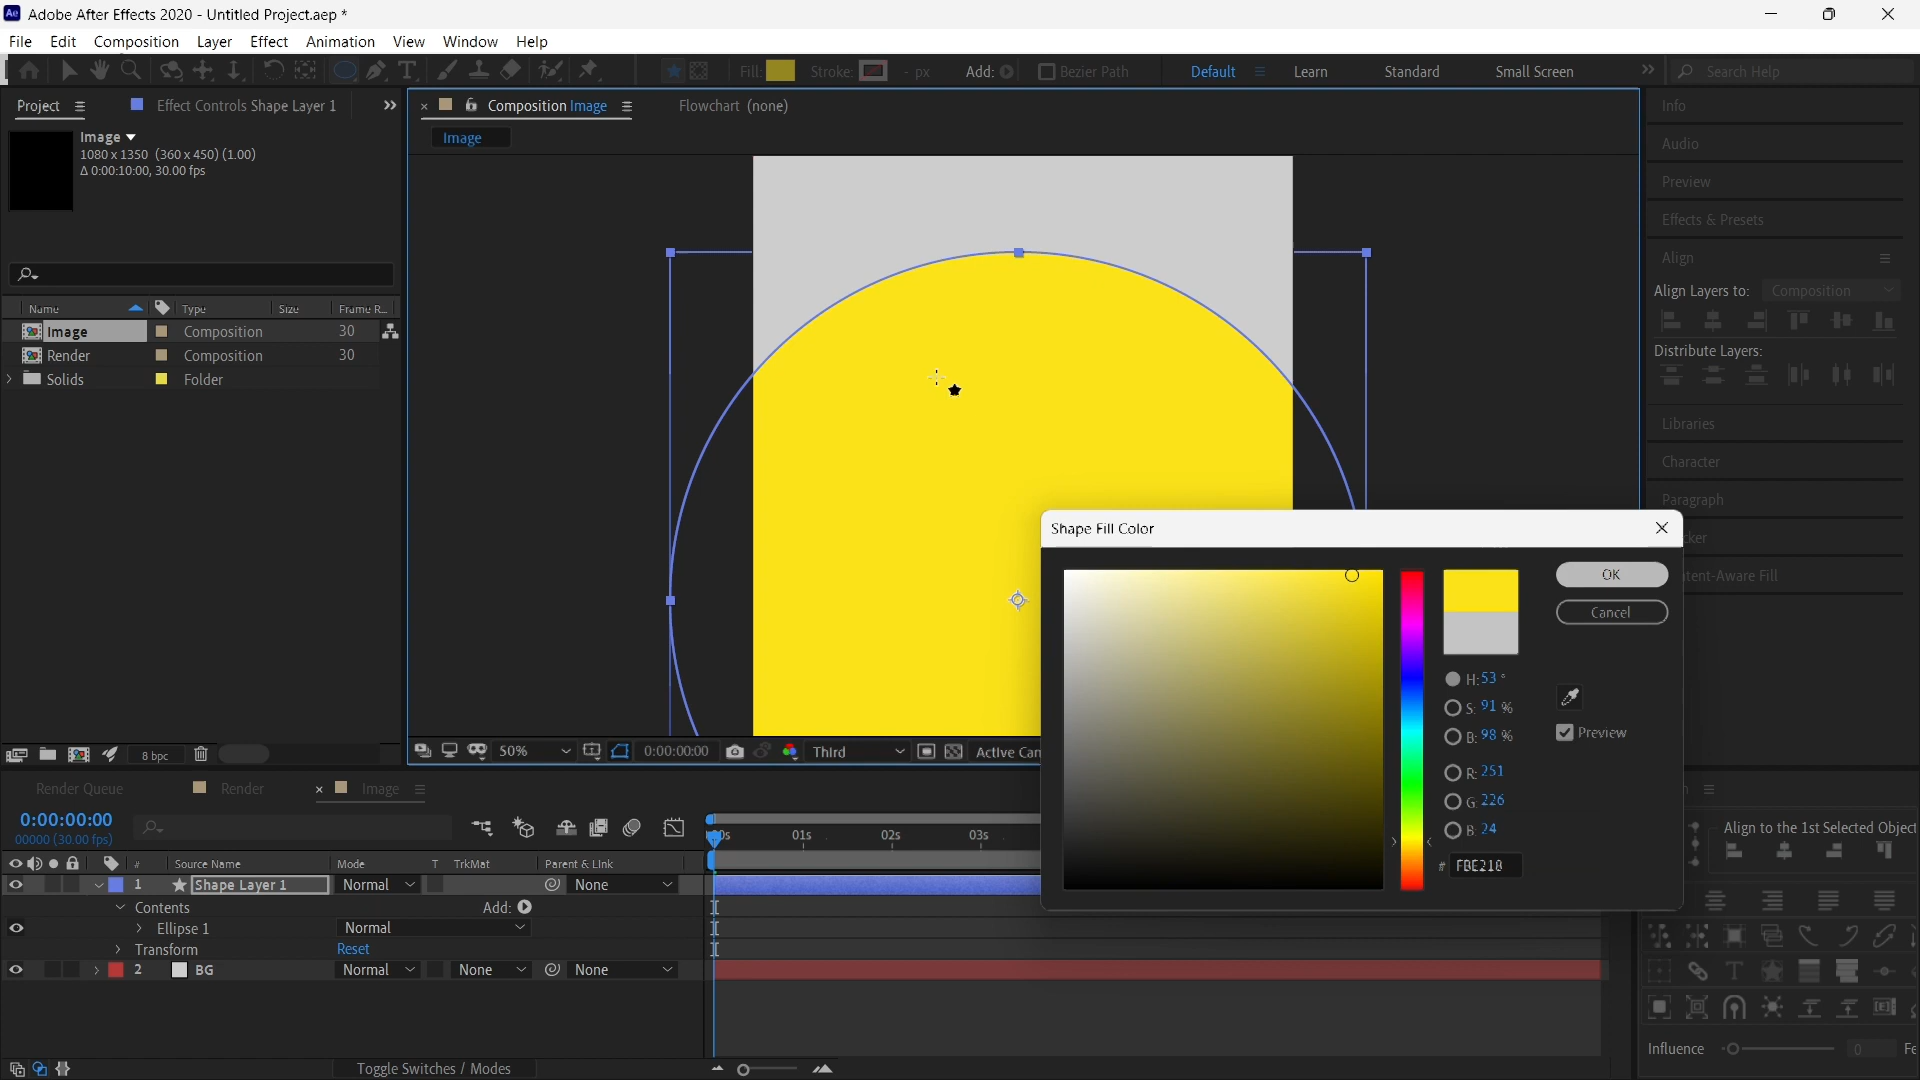 Adobe After Effects 2020 - Untitled Project.aep *
File Edit Composition Layer Effect Animation View Window Help
Fill: Stroke: - px Add: Bezier Path Default Learn Standard Small Screen Search Help
Project Effect Controls Shape Layer 1
Composition Image Flowchart (none)
Image
Image
1080 x 1350 (360 x 450) (1.00)
Δ 0:00:10:00, 30.00 fps
Name Type Size Frame R...
Image Composition 30
Render Composition 30
Solids Folder
8 bpc
50% 0:00:00:00 Third Active Cam
Info
Audio
Preview
Effects & Presets
Align
Align Layers to: Composition
Distribute Layers:
Libraries
Character
Paragraph
cker
tent-Aware Fill
Shape Fill Color
OK
Cancel
H: 53 °
S: 91 %
B: 98 %
Preview
R: 251
G: 226
B: 24
# FBE218
Render Queue Render Image
0:00:00:00
00000 (30.00 fps)
01s 02s 03s
# Source Name Mode T TrkMat Parent & Link
1 Shape Layer 1 Normal None
Contents Add:
Ellipse 1 Normal
Transform Reset
2 BG Normal None None
Toggle Switches / Modes
Align to the 1st Selected Object
Influence 0 Fe